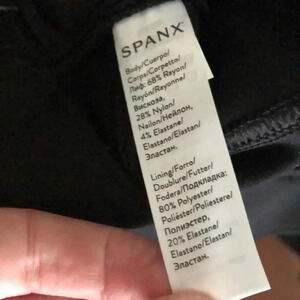 SPANX
Body/Cuerpo/
Corps/Corpetto/
Лиф: 68% Rayon/
Rayón/Rayonne/
Вискоза,
28% Nylon/
Nailon/Нейлон,
4% Elastane/
Elastano/Elastan/
Эластан.
Lining/Forro/
Doublure/Futter/
Fodera/Подкладка:
80% Polyester/
Poliéster/Poliestere/
Полиэстер,
20% Elastane/
Elastano/Elastan/
Эластан.